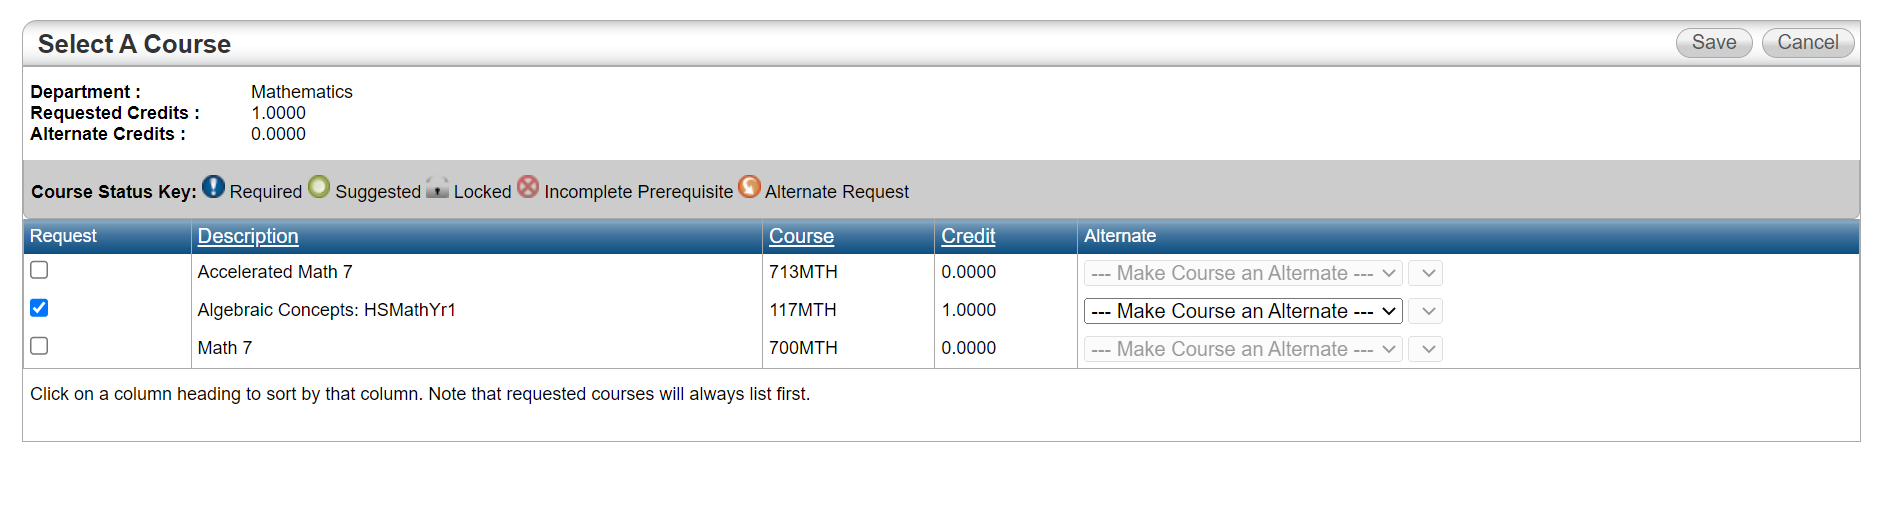 Select A Course
Save Cancel
Department : Mathematics
Requested Credits : 1.0000
Alternate Credits : 0.0000
Course Status Key: Required Suggested Locked Incomplete Prerequisite Alternate Request
Request Description Course Credit Alternate
Accelerated Math 7 713MTH 0.0000 --- Make Course an Alternate ---
Algebraic Concepts: HSMathYr1 117MTH 1.0000 --- Make Course an Alternate ---
Math 7 700MTH 0.0000 --- Make Course an Alternate ---
Click on a column heading to sort by that column. Note that requested courses will always list first.